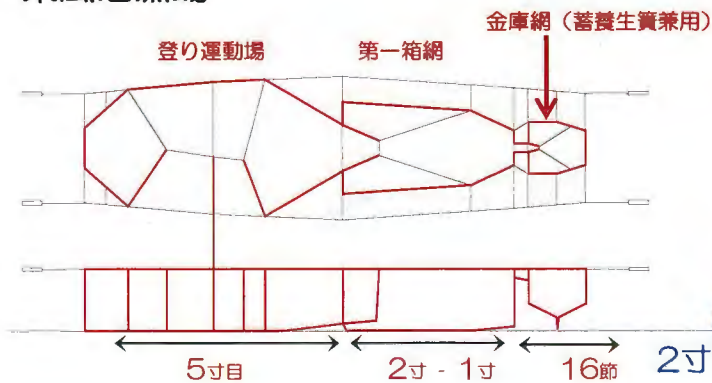 金庫網（蓄養生簀兼用）
登り運動場
第一箱網
5寸目
2寸 - 1寸
16節
2寸